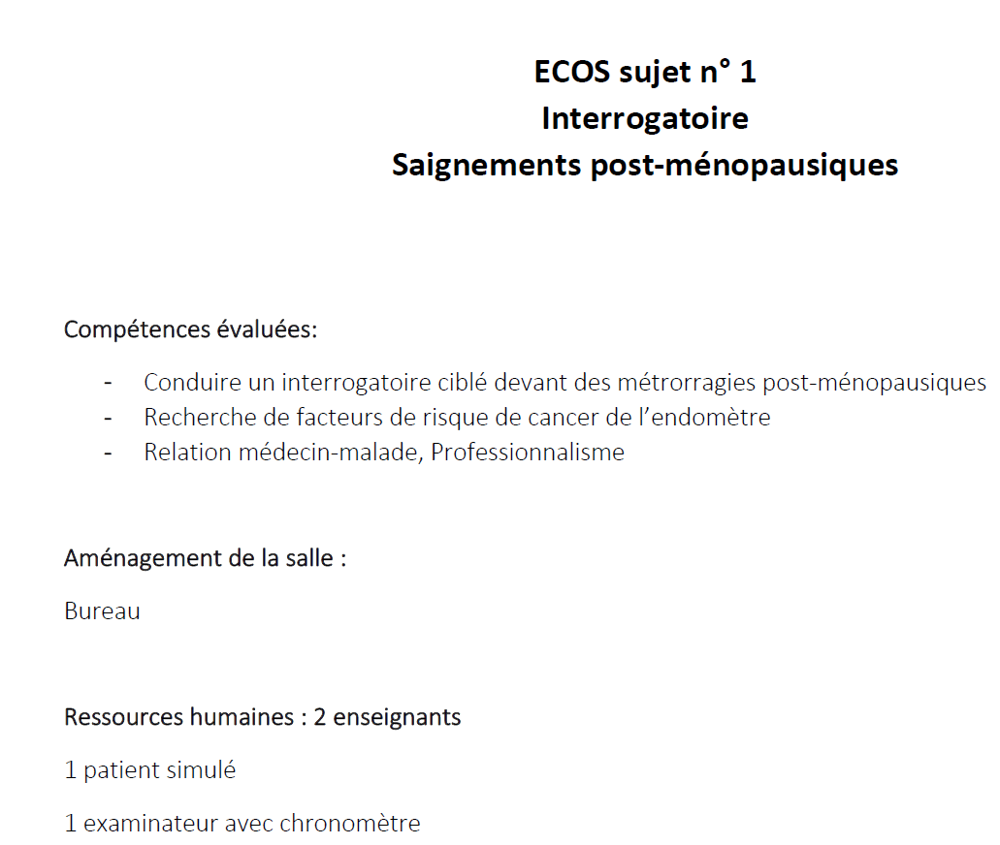 ECOS sujet n° 1
Interrogatoire
Saignements post-ménopausiques
Compétences évaluées:
- Conduire un interrogatoire ciblé devant des métrorragies post-ménopausiques
- Recherche de facteurs de risque de cancer de l’endomètre
- Relation médecin-malade, Professionnalisme
Aménagement de la salle :
Bureau
Ressources humaines : 2 enseignants
1 patient simulé
1 examinateur avec chronomètre